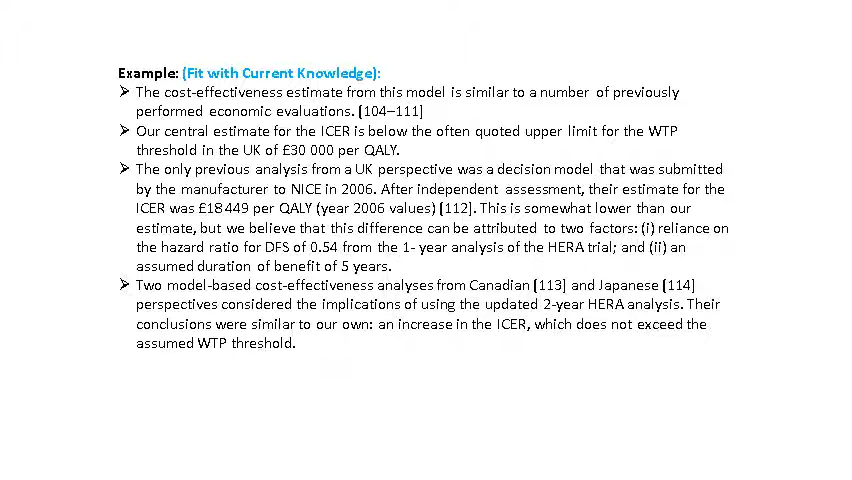 Example: (Fit with Current Knowledge):
➢ The cost-effectiveness estimate from this model is similar to a number of previously
performed economic evaluations. [104–111]
➢ Our central estimate for the ICER is below the often quoted upper limit for the WTP
threshold in the UK of £30 000 per QALY.
➢ The only previous analysis from a UK perspective was a decision model that was submitted
by the manufacturer to NICE in 2006. After independent assessment, their estimate for the
ICER was £18 449 per QALY (year 2006 values) [112]. This is somewhat lower than our
estimate, but we believe that this difference can be attributed to two factors: (i) reliance on
the hazard ratio for DFS of 0.54 from the 1- year analysis of the HERA trial; and (ii) an
assumed duration of benefit of 5 years.
➢ Two model-based cost-effectiveness analyses from Canadian [113] and Japanese [114]
perspectives considered the implications of using the updated 2-year HERA analysis. Their
conclusions were similar to our own: an increase in the ICER, which does not exceed the
assumed WTP threshold.